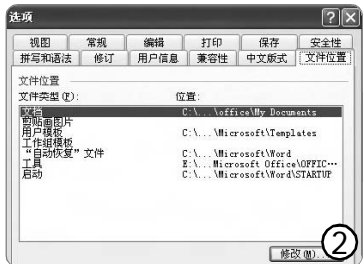 选项
视图 常规 编辑 打印 保存 安全性
拼写和语法 修订 用户信息 兼容性 中文版式 文件位置
文件位置
文件类型(F): 位置:
文档 C:\...\office\My Documents
剪贴画图片
用户模板 C:\...\Microsoft\Templates
工作组模板
“自动恢复”文件 C:\...\Microsoft\Word
工具 E:\...Microsoft Office\OFFIC…
启动 C:\...\Microsoft\Word\STARTUP
修改(M)...
②